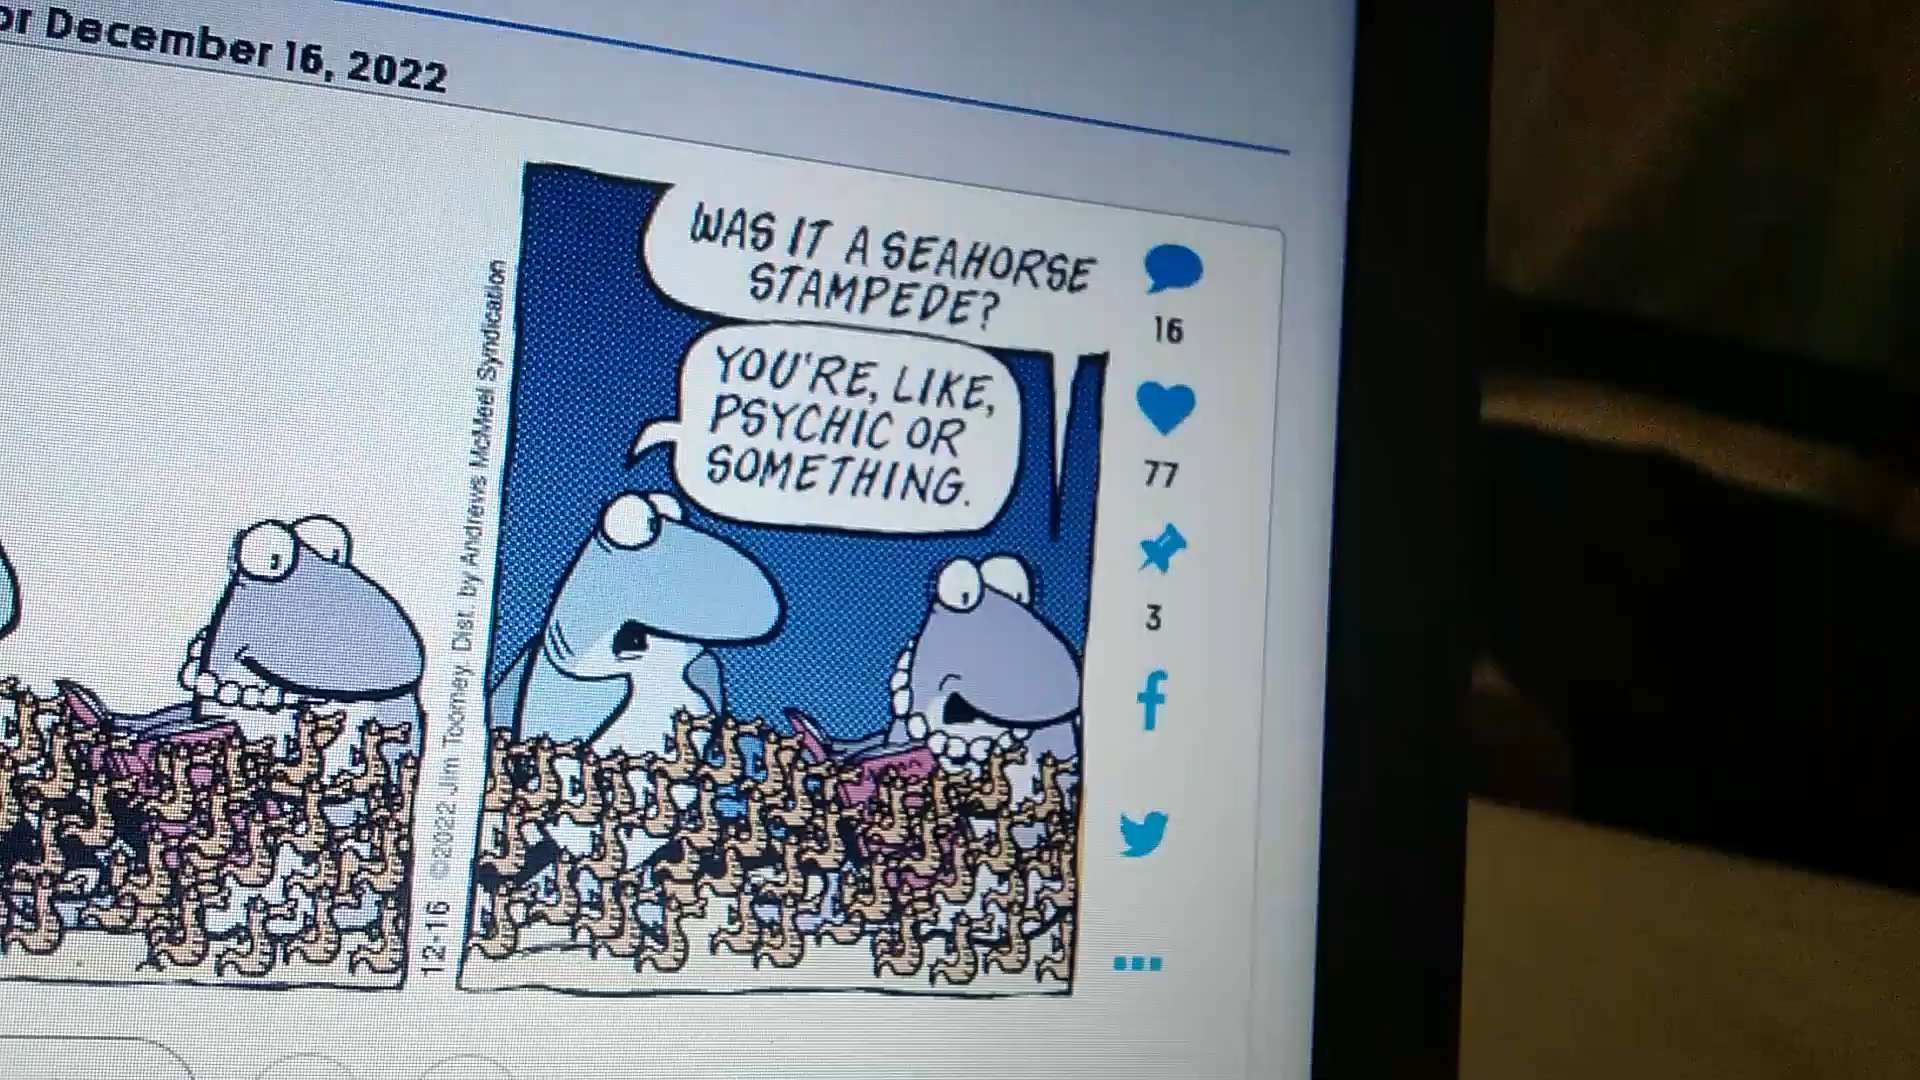 or December 16, 2022
12-16 ©2022 Jim Toomey. Dist. by Andrews McMeel Syndication
WAS IT A SEAHORSE
STAMPEDE?
YOU'RE, LIKE,
PSYCHIC OR
SOMETHING.
16
77
3